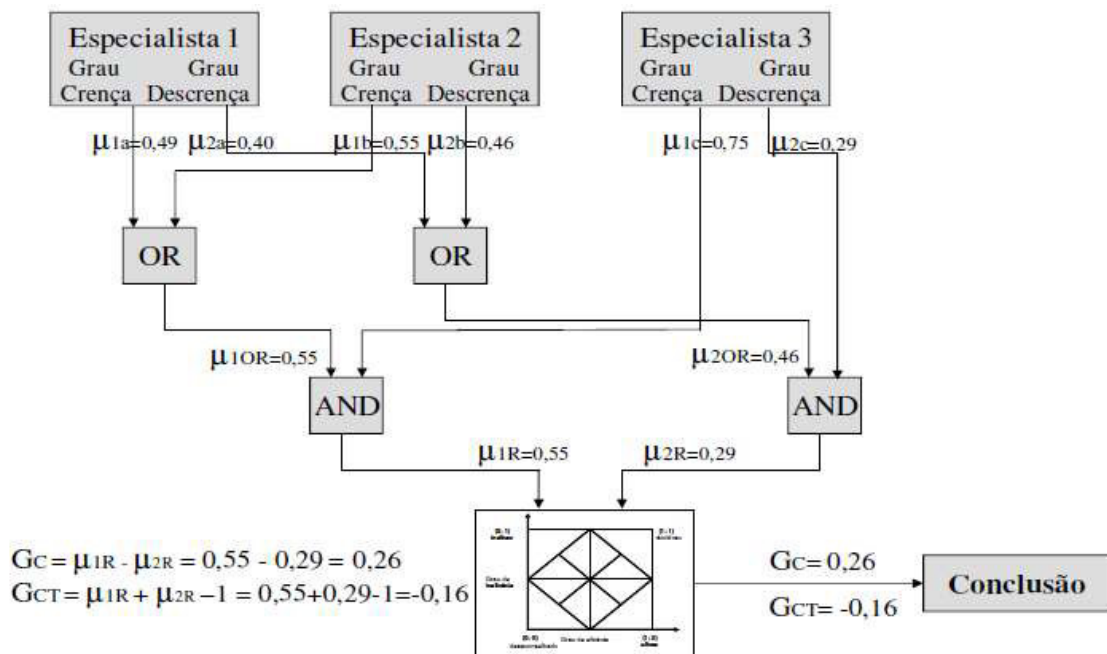 Especialista 1
Grau Grau
Crença Descrença
Especialista 2
Grau Grau
Crença Descrença
Especialista 3
Grau Grau
Crença Descrença
μ1a=0,49
μ2a=0,40
μ1b=0,55
μ2b=0,46
μ1c=0,75
μ2c=0,29
OR
OR
μ1OR=0,55
μ2OR=0,46
AND
AND
μ1R=0,55
μ2R=0,29
GC = μ1R - μ2R = 0,55 - 0,29 = 0,26
GCT = μ1R + μ2R –1 = 0,55+0,29-1=-0,16
GC= 0,26
GCT= -0,16
Conclusão